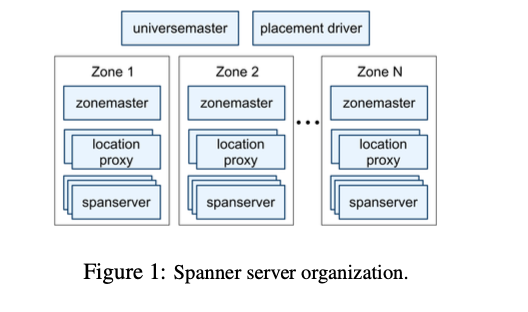 universemaster
placement driver
Zone 1
zonemaster
location
proxy
spanserver
Zone 2
zonemaster
location
proxy
spanserver
...
Zone N
zonemaster
location
proxy
spanserver
Figure 1: Spanner server organization.